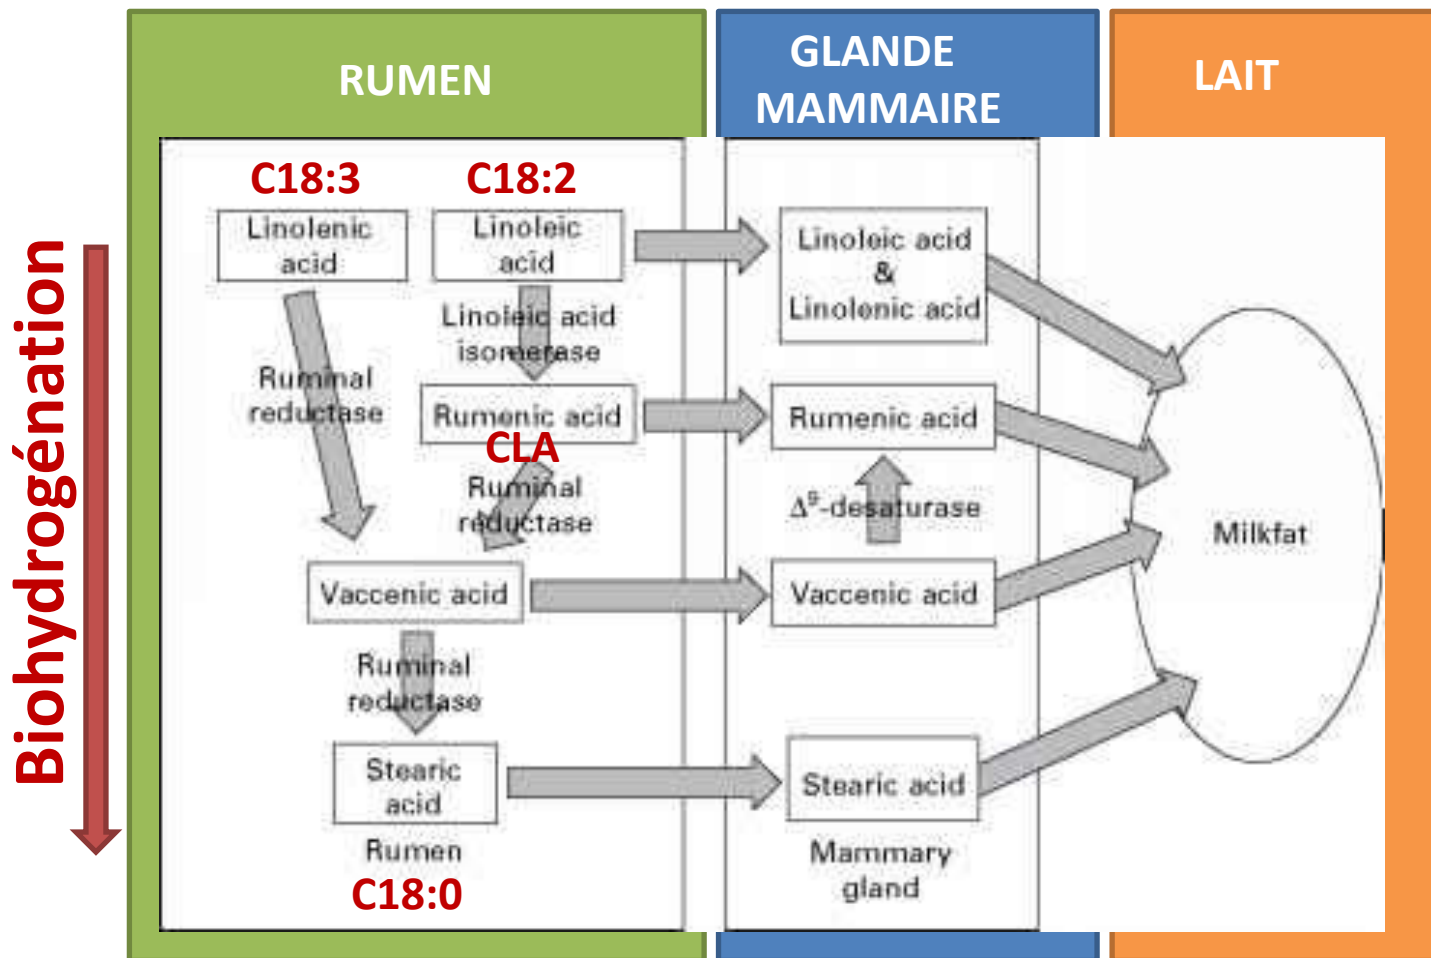 RUMEN
GLANDE
MAMMAIRE
LAIT
Biohydrogénation
C18:3
C18:2
Linolenic
acid
Linoleic
acid
Linoleic acid
isomerase
Ruminal
reductase
Rumenic acid
CLA
Ruminal
reductase
Vaccenic acid
Ruminal
reductase
Stearic
acid
Rumen
C18:0
Linoleic acid
&
Linolenic acid
Rumenic acid
Δ⁹-desaturase
Vaccenic acid
Stearic acid
Mammary
gland
Milkfat